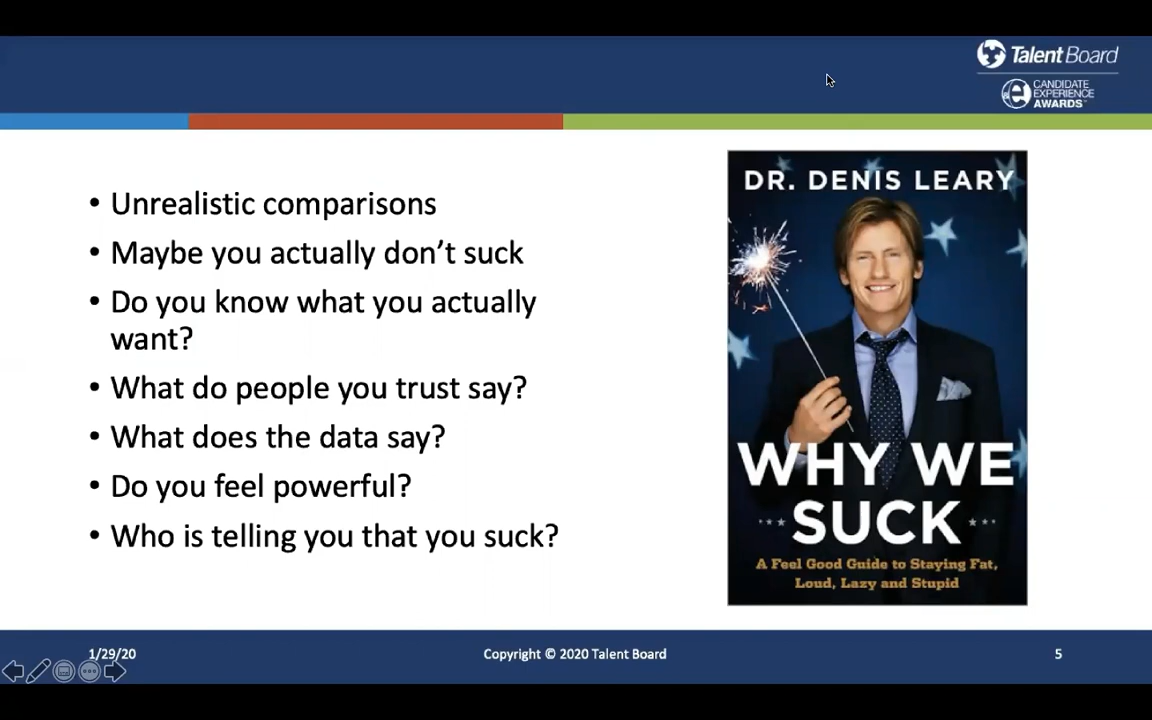 Talent Board
CANDIDATE
EXPERIENCE
AWARDS
• Unrealistic comparisons
• Maybe you actually don't suck
• Do you know what you actually
want?
• What do people you trust say?
• What does the data say?
• Do you feel powerful?
• Who is telling you that you suck?
DR. DENIS LEARY
WHY WE
SUCK
A Feel Good Guide to Staying Fat,
Loud, Lazy and Stupid
1/29/20
Copyright © 2020 Talent Board
5